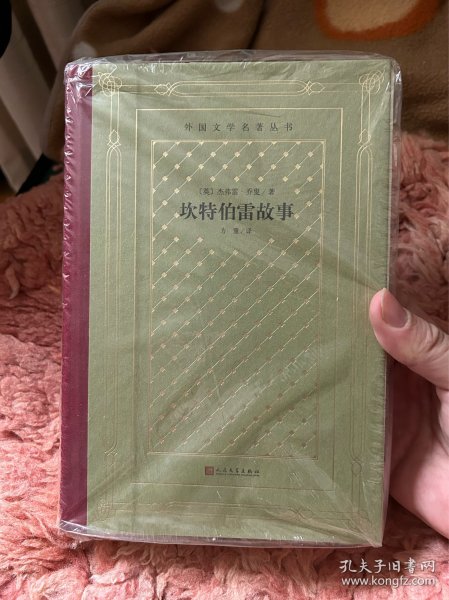 外国文学名著丛书
〔英〕杰弗雷·乔叟/著
坎特伯雷故事
方重/译
人民文学出版社
孔夫子旧书网
www.kongfz.com